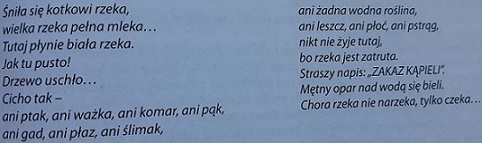 Śniła się kotkowi rzeka,
wielka rzeka pełna mleka...
Tutaj płynie biała rzeka.
Jak tu pusto!
Drzewo uschło...
Cicho tak –
ani ptak, ani ważka, ani komar, ani pąk,
ani gad, ani płaz, ani ślimak,
ani żadna wodna roślina,
ani leszcz, ani płoć, ani pstrąg,
nikt nie żyje tutaj,
bo rzeka jest zatruta.
Straszy napis: „ZAKAZ KĄPIELI”.
Mętny opar nad wodą się bieli.
Chora rzeka nie narzeka, tylko czeka...